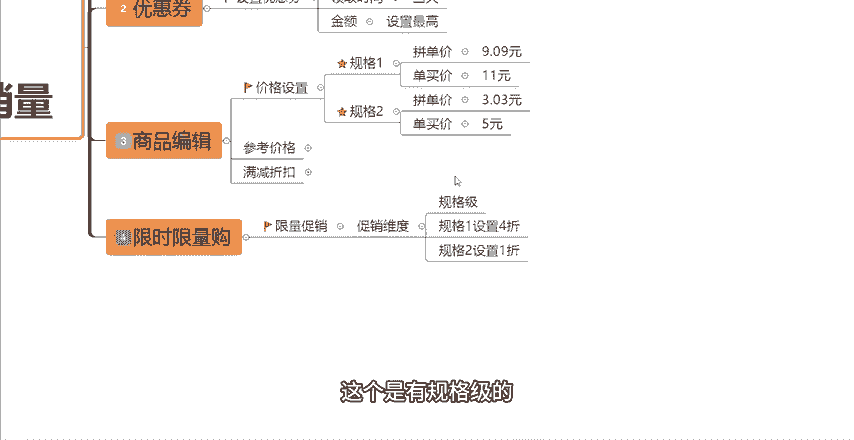 2 优惠券
金额 设置最高
销量
3 商品编辑
价格设置
规格1
拼单价 9.09元
单买价 11元
规格2
拼单价 3.03元
单买价 5元
参考价格
满减折扣
4 限时限量购
限量促销
促销维度
规格级
规格1设置4折
规格2设置1折
这个是有规格级的